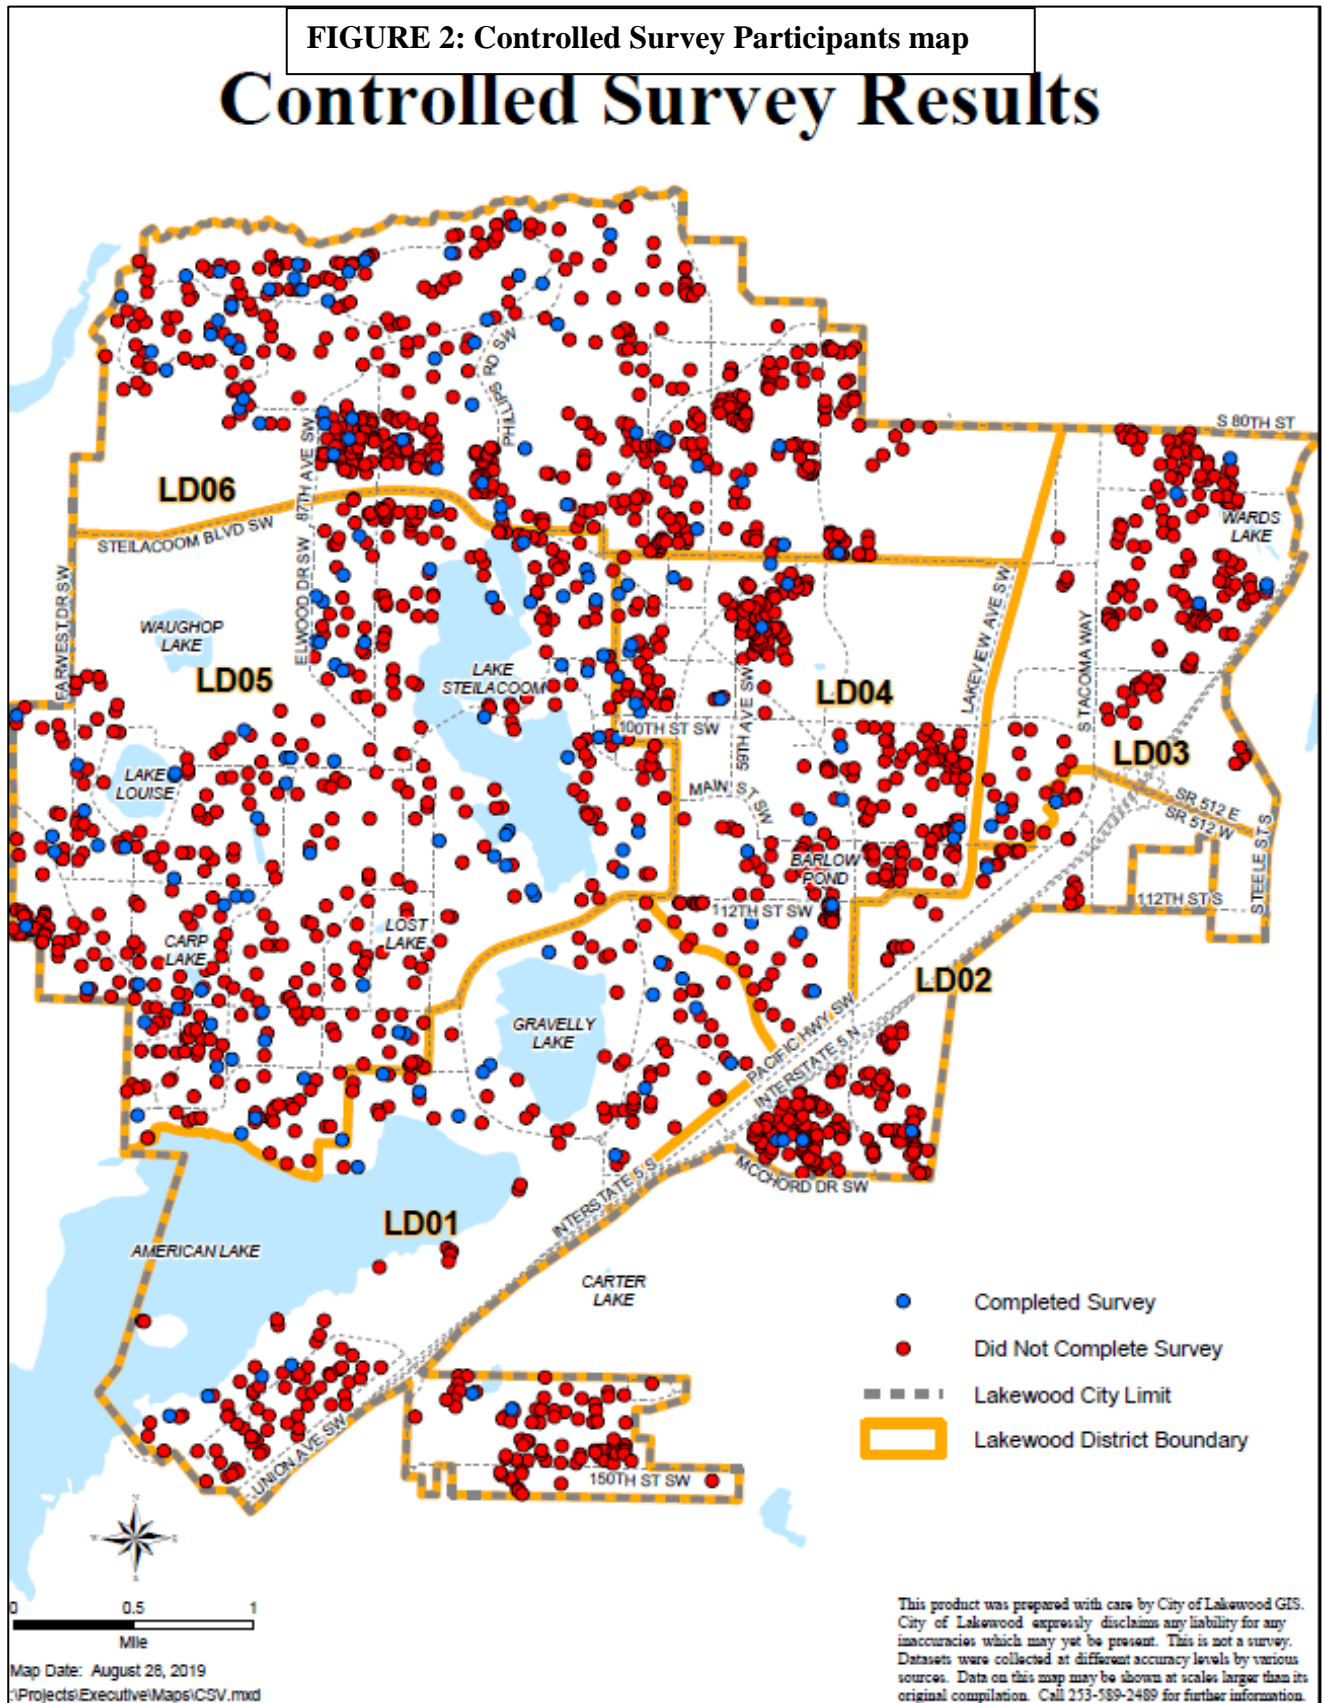 FIGURE 2: Controlled Survey Participants map
Controlled Survey Results
S 80TH ST
PHILLIPS RD SW
87TH AVE SW
LD06
STEILACOOM BLVD SW
WARDS
LAKE
FARWEST DR SW
ELWOOD DR SW
LAKEVIEW AVE SW
WAUGHOP
LAKE
S TACOMA WAY
LD05
LAKE
STEILACOOM
59TH AVE SW
LD04
100TH ST SW
LD03
LAKE
LOUISE
MAIN ST SW
SR 512 E
SR 512 W
STEELE ST S
BARLOW
POND
112TH ST S
112TH ST SW
LOST
LAKE
CARP
LAKE
LD02
GRAVELLY
LAKE
PACIFIC HWY SW
INTERSTATE 5 N
MCCHORD DR SW
INTERSTATE 5 S
LD01
AMERICAN LAKE
CARTER
LAKE
Completed Survey
Did Not Complete Survey
Lakewood City Limit
Lakewood District Boundary
UNION AVE SW
150TH ST SW
N
E
S
W
0 0.5 1
Mile
Map Date: August 28, 2019
:\Projects\Executive\Maps\CSV.mxd
This product was prepared with care by City of Lakewood GIS.
City of Lakewood expressly disclaims any liability for any
inaccuracies which may yet be present. This is not a survey.
Datasets were collected at different accuracy levels by various
sources. Data on this map may be shown at scales larger than its
original compilation. Call 253-589-2489 for further information.